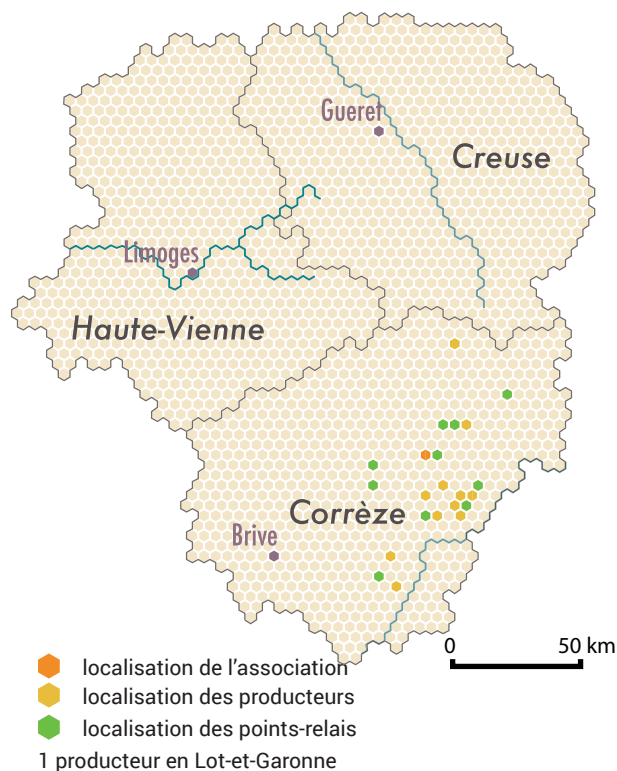 Gueret
Creuse
Limoges
Haute-Vienne
Corrèze
Brive
0 50 km
localisation de l'association
localisation des producteurs
localisation des points-relais
1 producteur en Lot-et-Garonne